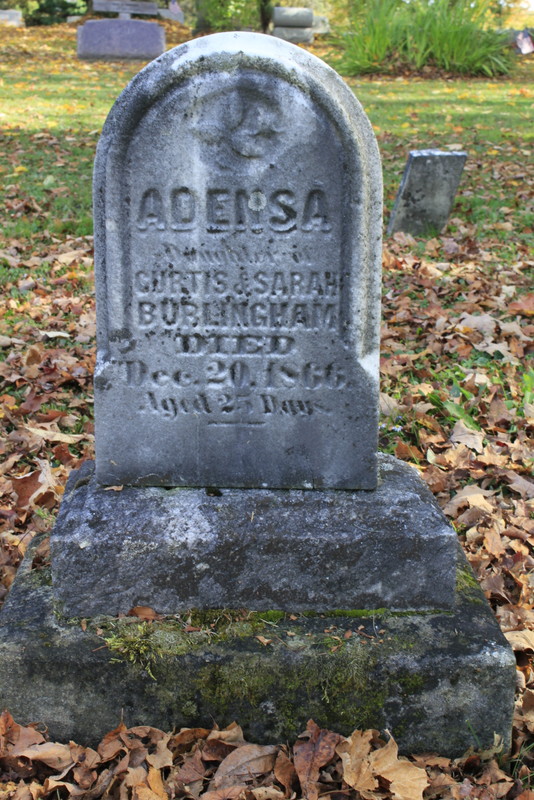 ADENSA
Daughter of
CURTIS & SARAH
BURLINGHAM
DIED
Dec. 20, 1866
Aged 25 Days